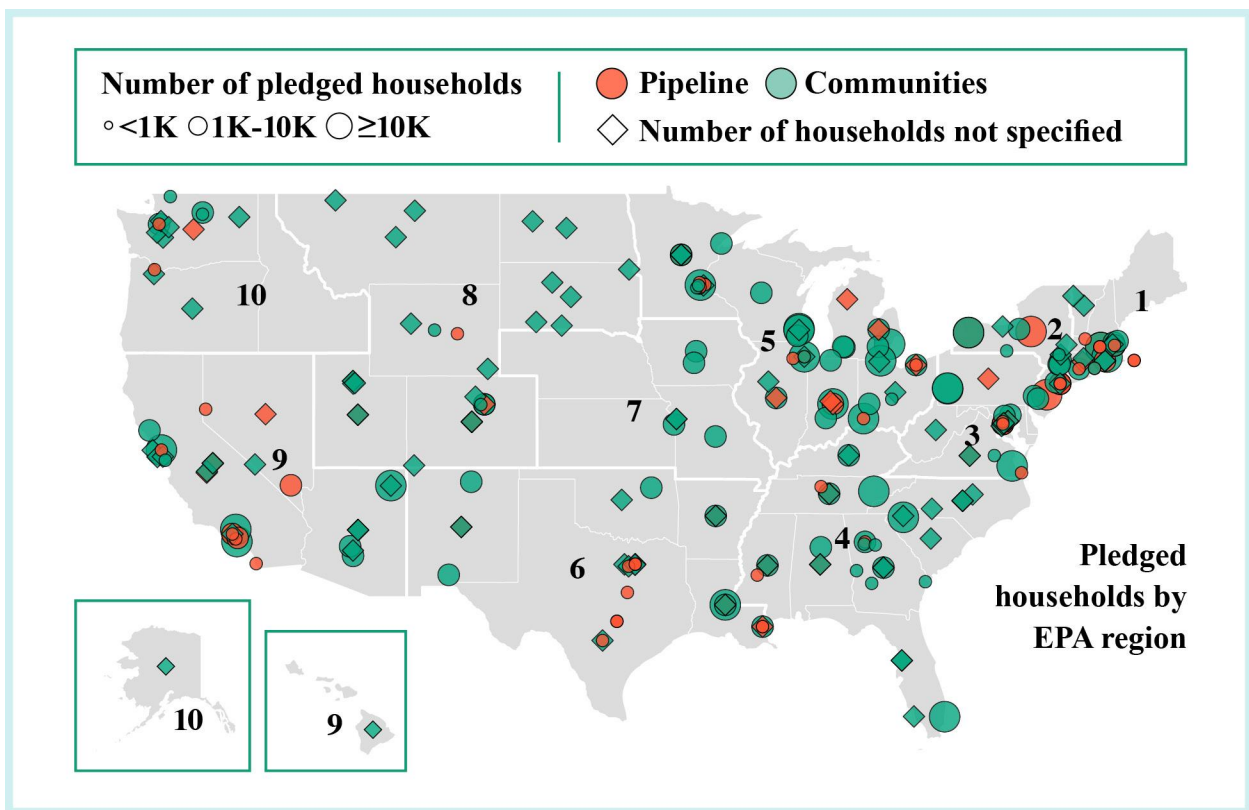 Number of pledged households
<1K 1K-10K ≥10K
Pipeline Communities
Number of households not specified
1
2
3
4
5
6
7
8
9
10
Pledged
households by
EPA region
10
9